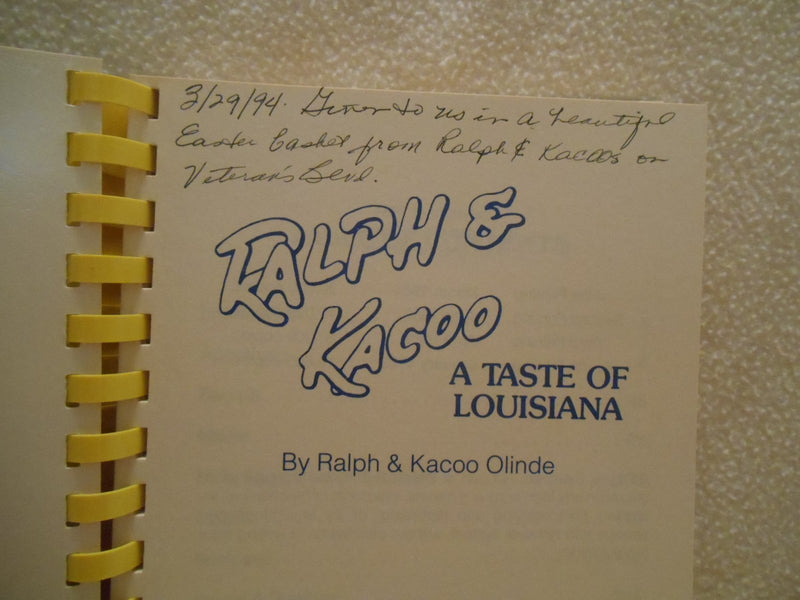 3/29/94. Given to us in a beautiful
Easter basket from Ralph & Kacoos on
Veteran's Blvd.
RALPH &
KACOO
A TASTE OF
LOUISIANA
By Ralph & Kacoo Olinde